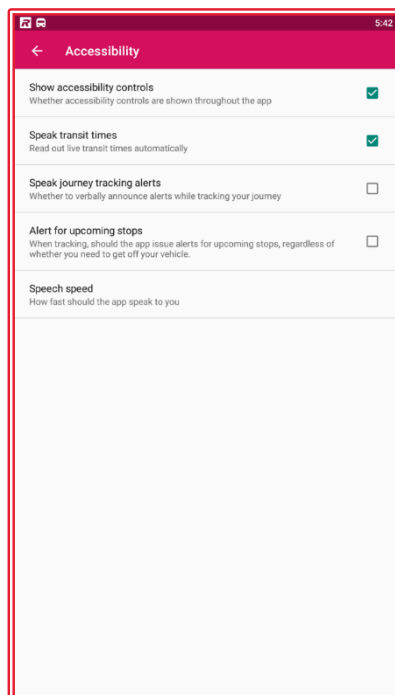 5:42
Accessibility
Show accessibility controls
Whether accessibility controls are shown throughout the app
Speak transit times
Read out live transit times automatically
Speak journey tracking alerts
Whether to verbally announce alerts while tracking your journey
Alert for upcoming stops
When tracking, should the app issue alerts for upcoming stops, regardless of
whether you need to get off your vehicle.
Speech speed
How fast should the app speak to you